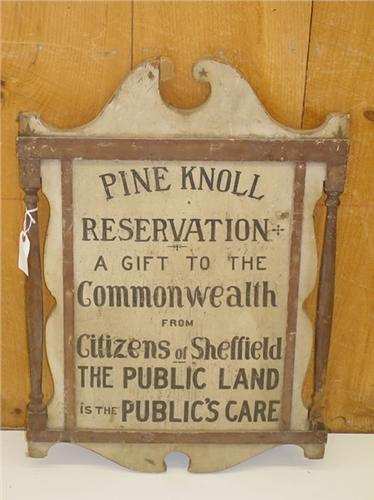 PINE KNOLL
RESERVATION
A GIFT TO THE
Commonwealth
FROM
Citizens of Sheffield
THE PUBLIC LAND
is THE PUBLIC'S CARE